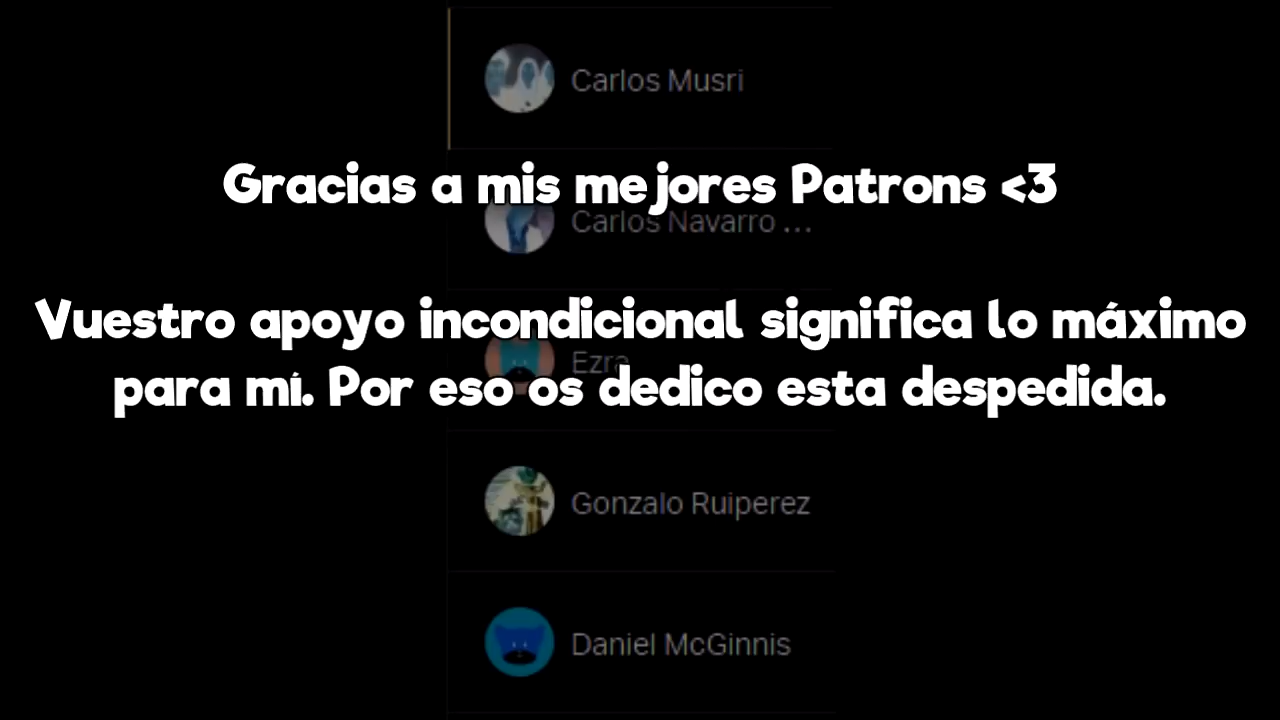 Carlos Musri
Gracias a mis mejores Patrons <3
Carlos Navarro ...
Vuestro apoyo incondicional significa lo máximo
Ezra
para mí. Por eso os dedico esta despedida.
Gonzalo Ruiperez
Daniel McGinnis